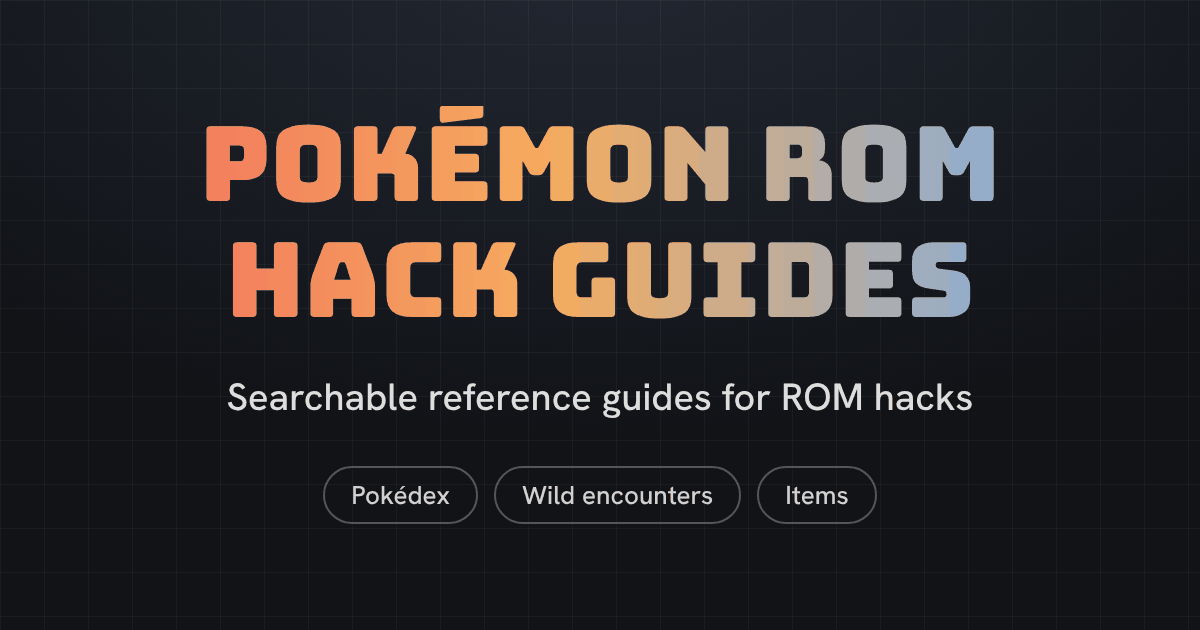 POKÉMON ROM
HACK GUIDES
Searchable reference guides for ROM hacks
Pokédex
Wild encounters
Items